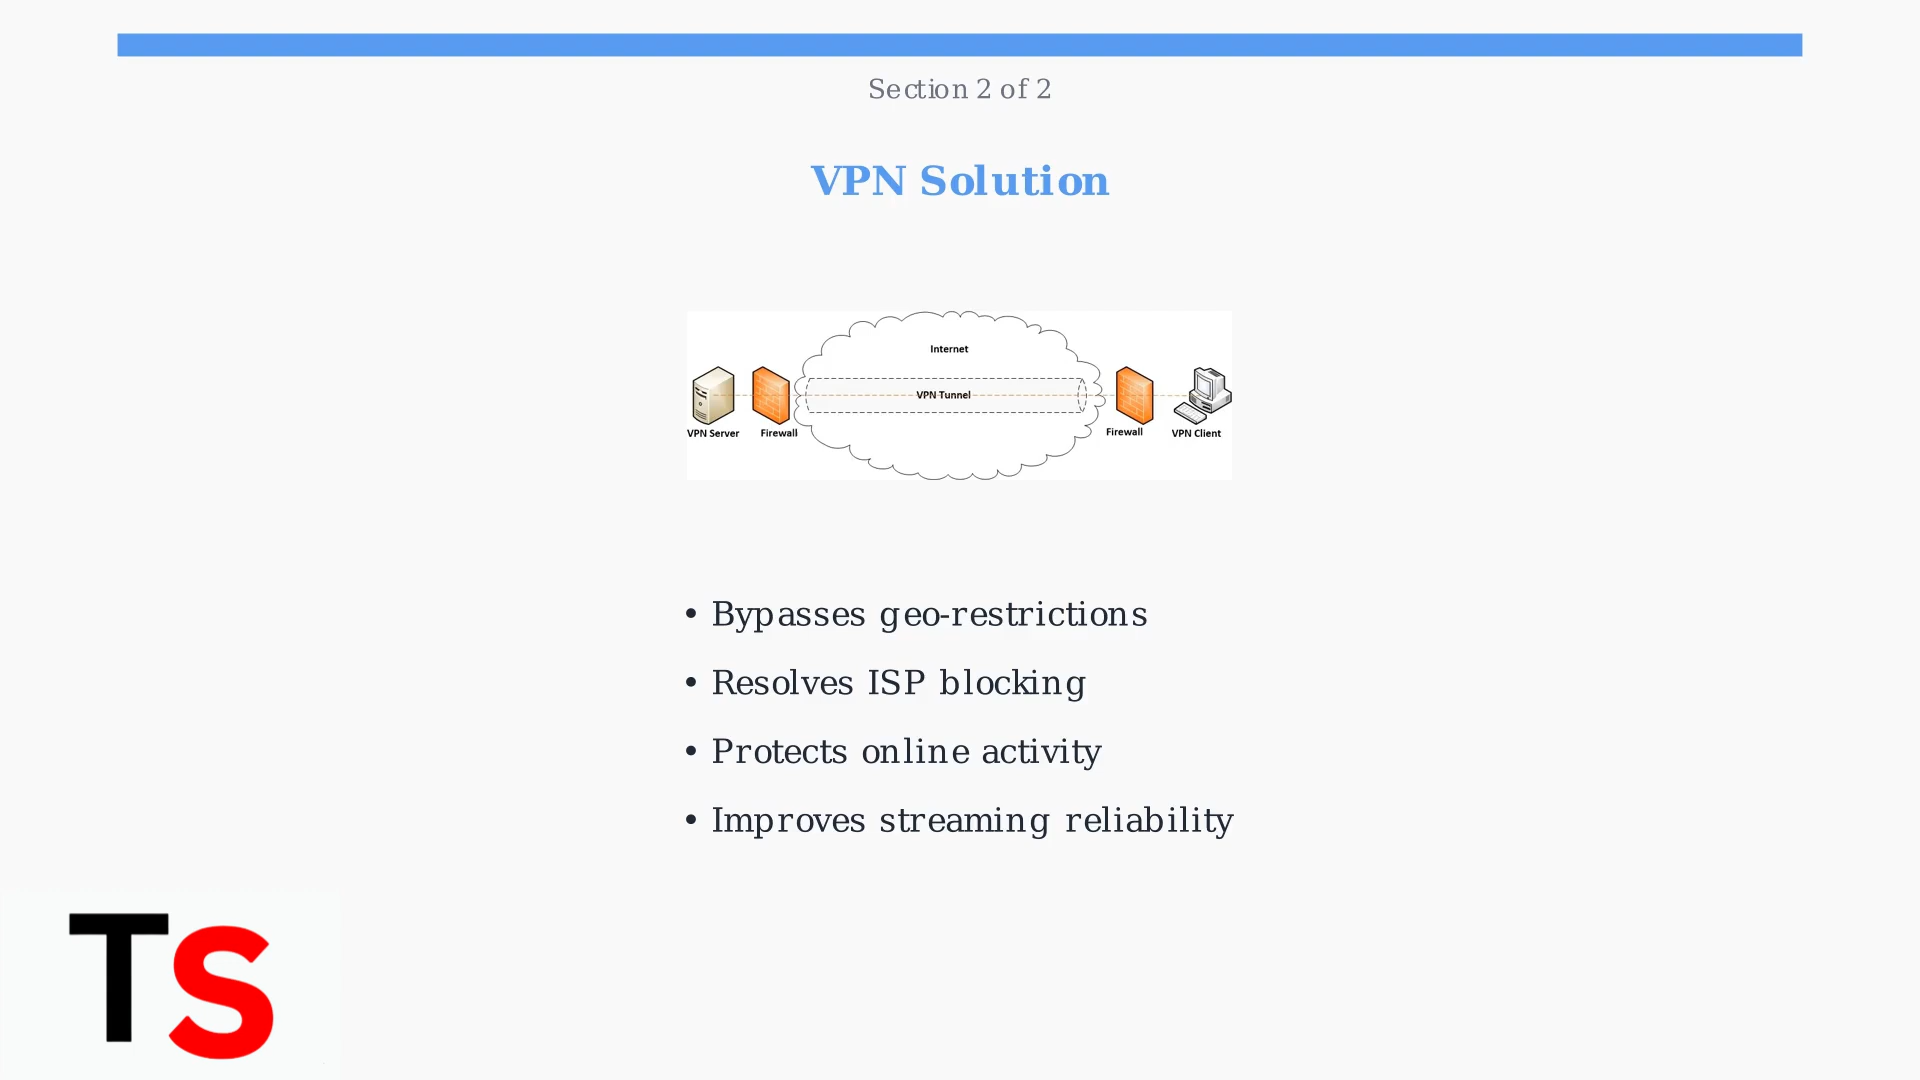 Section 2 of 2
VPN Solution
Internet
VPN Tunnel
VPN Server
Firewall
Firewall
VPN Client
• Bypasses geo-restrictions
• Resolves ISP blocking
• Protects online activity
• Improves streaming reliability
TS